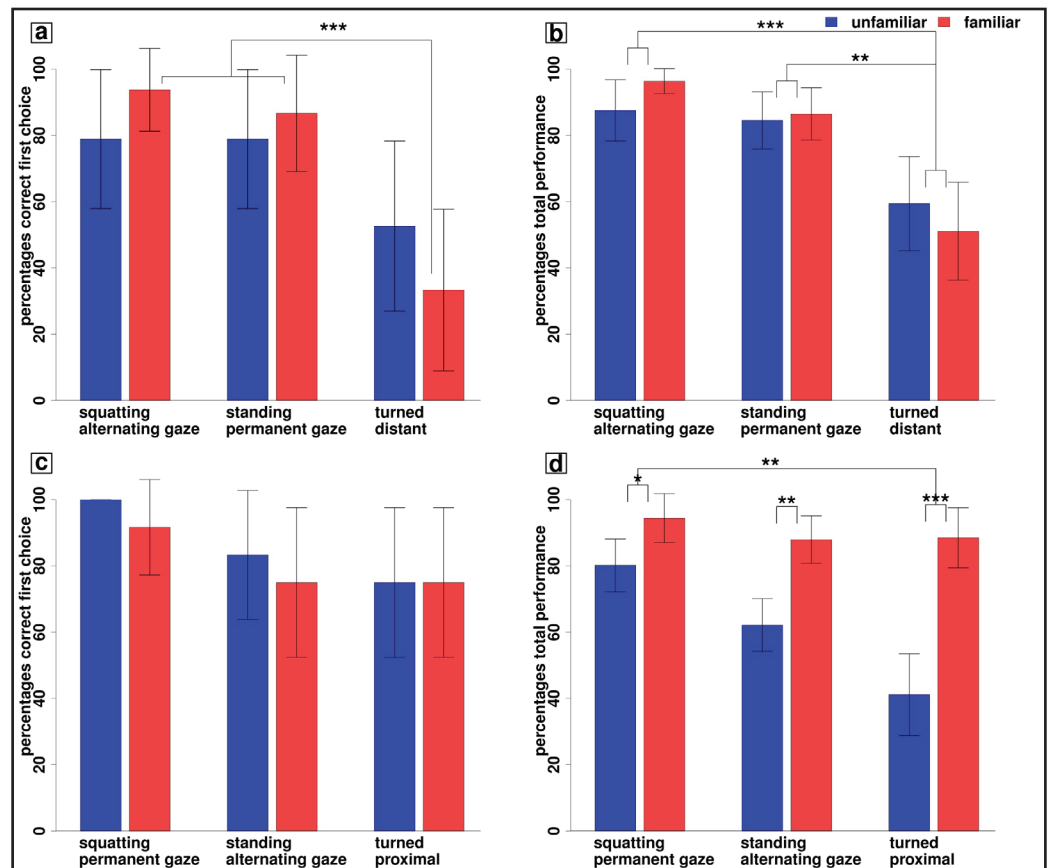 a
***
percentages correct first choice
0
20
40
60
80
100
squatting
alternating gaze
standing
permanent gaze
turned
distant
b
unfamiliar
familiar
***
**
percentages total performance
0
20
40
60
80
100
squatting
alternating gaze
standing
permanent gaze
turned
distant
c
percentages correct first choice
0
20
40
60
80
100
squatting
permanent gaze
standing
alternating gaze
turned
proximal
d
**
*
**
***
percentages total performance
0
20
40
60
80
100
squatting
permanent gaze
standing
alternating gaze
turned
proximal